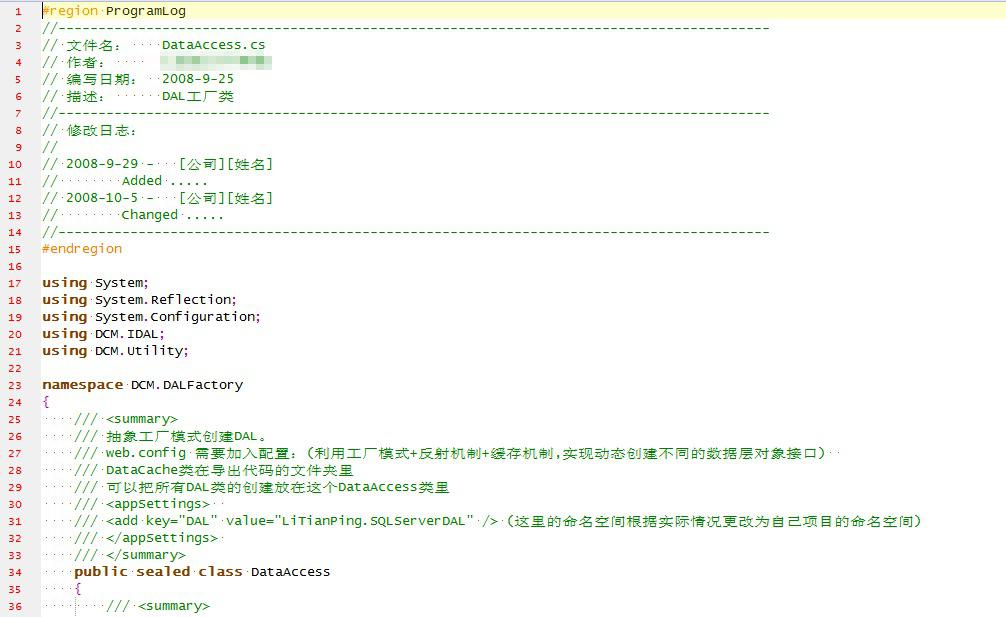 1 #region ProgramLog
2 //-----------------------------------------------------------------------------------------
3 // 文件名： DataAccess.cs
4 // 作者：
5 // 编写日期： 2008-9-25
6 // 描述： DAL工厂类
7 //-----------------------------------------------------------------------------------------
8 // 修改日志：
9 //
10 // 2008-9-29 - [公司][姓名]
11 // Added .....
12 // 2008-10-5 - [公司][姓名]
13 // Changed .....
14 //-----------------------------------------------------------------------------------------
15 #endregion
16
17 using System;
18 using System.Reflection;
19 using System.Configuration;
20 using DCM.IDAL;
21 using DCM.Utility;
22
23 namespace DCM.DALFactory
24 {
25 /// <summary>
26 /// 抽象工厂模式创建DAL。
27 /// web.config 需要加入配置：(利用工厂模式+反射机制+缓存机制,实现动态创建不同的数据层对象接口)
28 /// DataCache类在导出代码的文件夹里
29 /// 可以把所有DAL类的创建放在这个DataAccess类里
30 /// <appSettings>
31 /// <add key="DAL" value="LiTianPing.SQLServerDAL" /> (这里的命名空间根据实际情况更改为自己项目的命名空间)
32 /// </appSettings>
33 /// </summary>
34 public sealed class DataAccess
35 {
36 /// <summary>